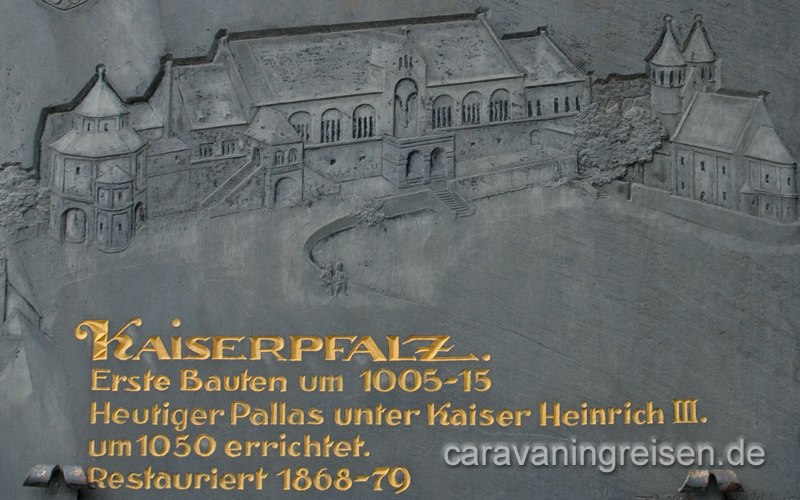 KAISERPFALZ.
Erste Bauten um 1005-15
Heutiger Pallas unter Kaiser Heinrich III.
um 1050 errichtet.
Restauriert 1868-79
caravaningreisen.de